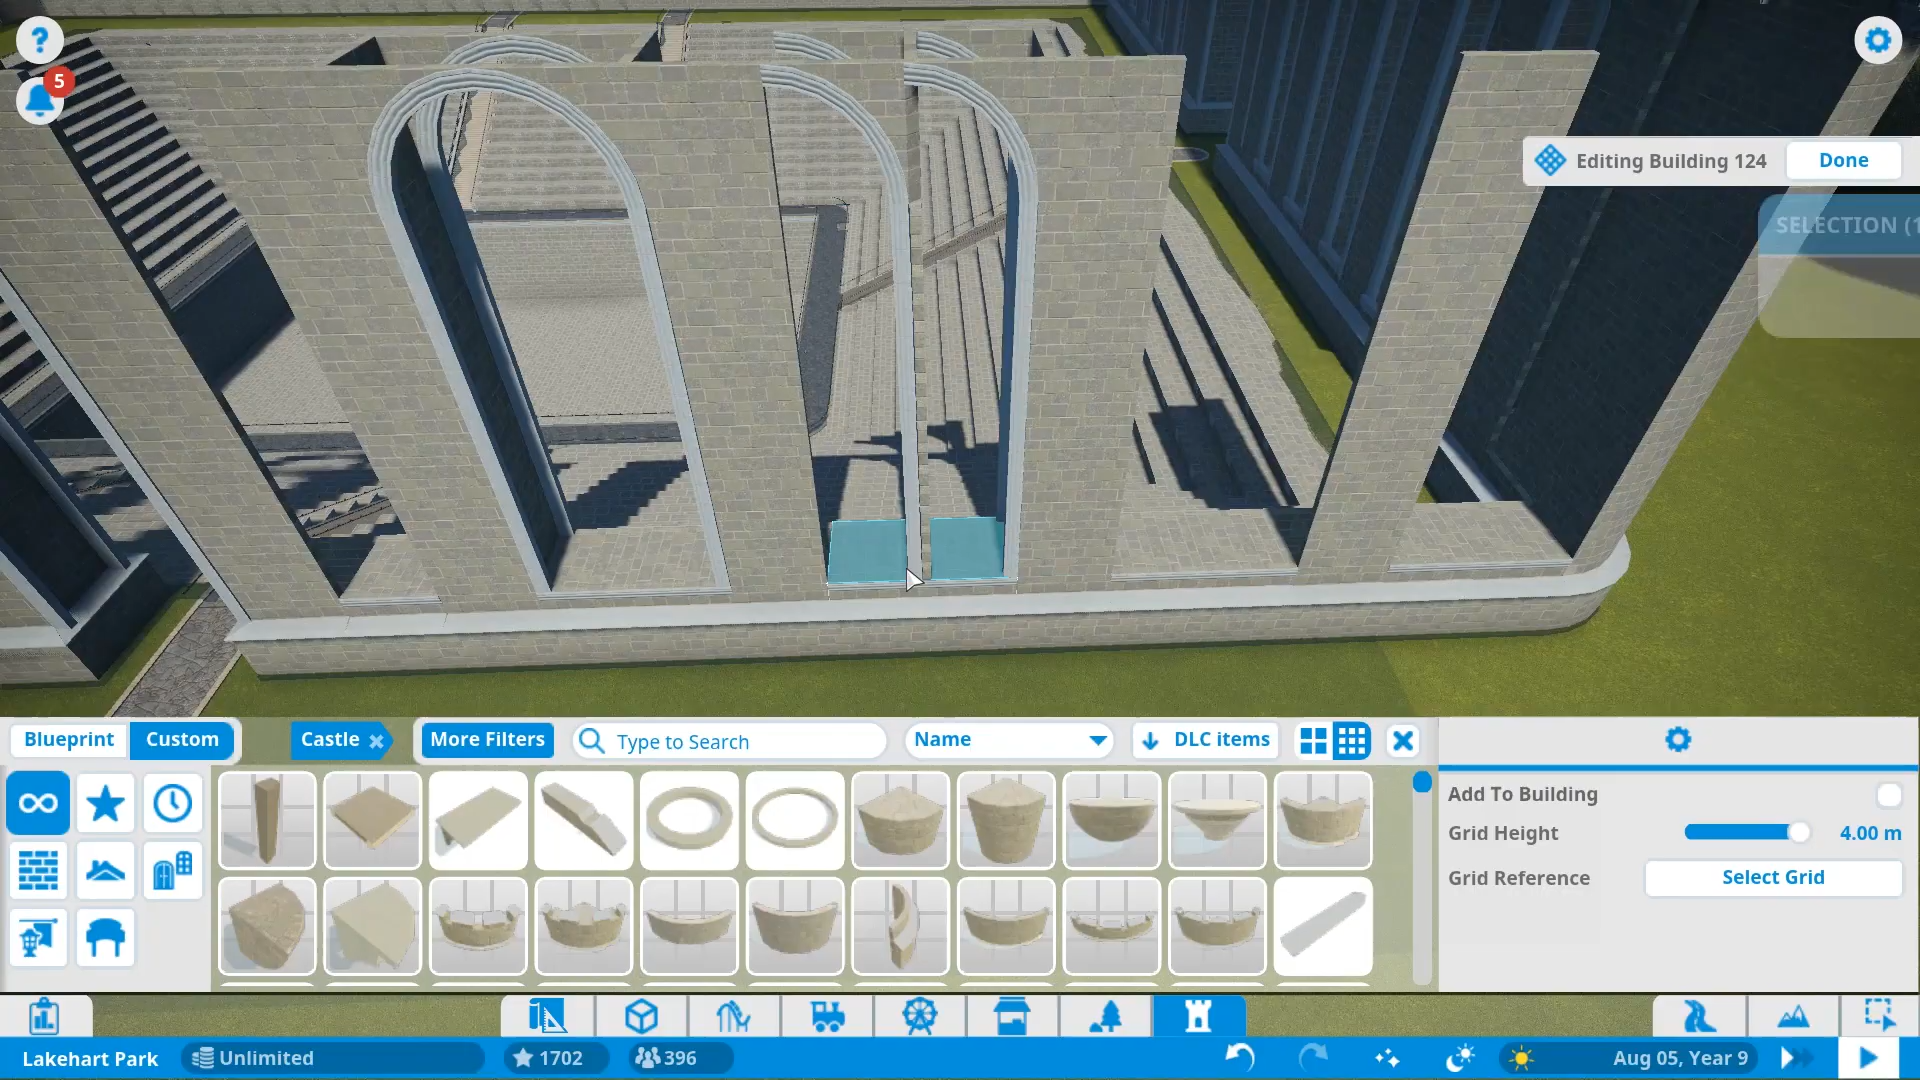 ?
5
Editing Building 124
Done
SELECTION (1
Blueprint
Custom
Castle
More Filters
Type to Search
Name
DLC items
Add To Building
Grid Height
4.00 m
Grid Reference
Select Grid
Lakehart Park
Unlimited
1702
396
Aug 05, Year 9